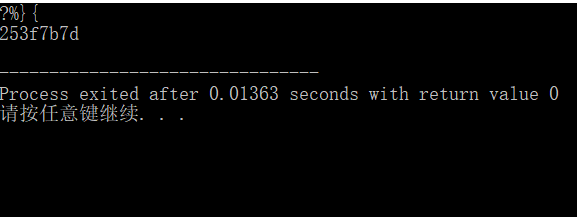 ?%}{
253f7b7d

--------------------------------
Process exited after 0.01363 seconds with return value 0
请按任意键继续. . .